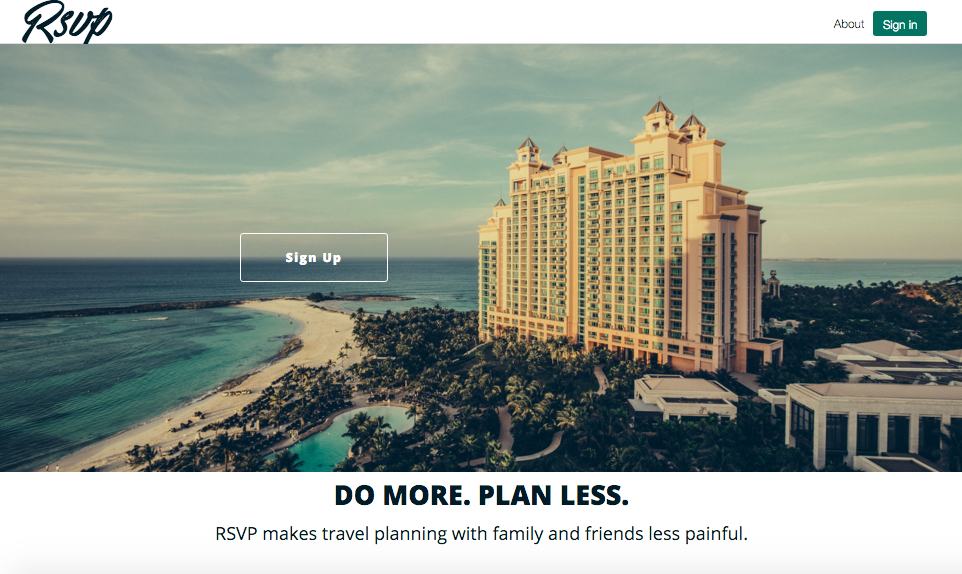 Rsvp
About
Sign in
Sign Up
DO MORE. PLAN LESS.
RSVP makes travel planning with family and friends less painful.